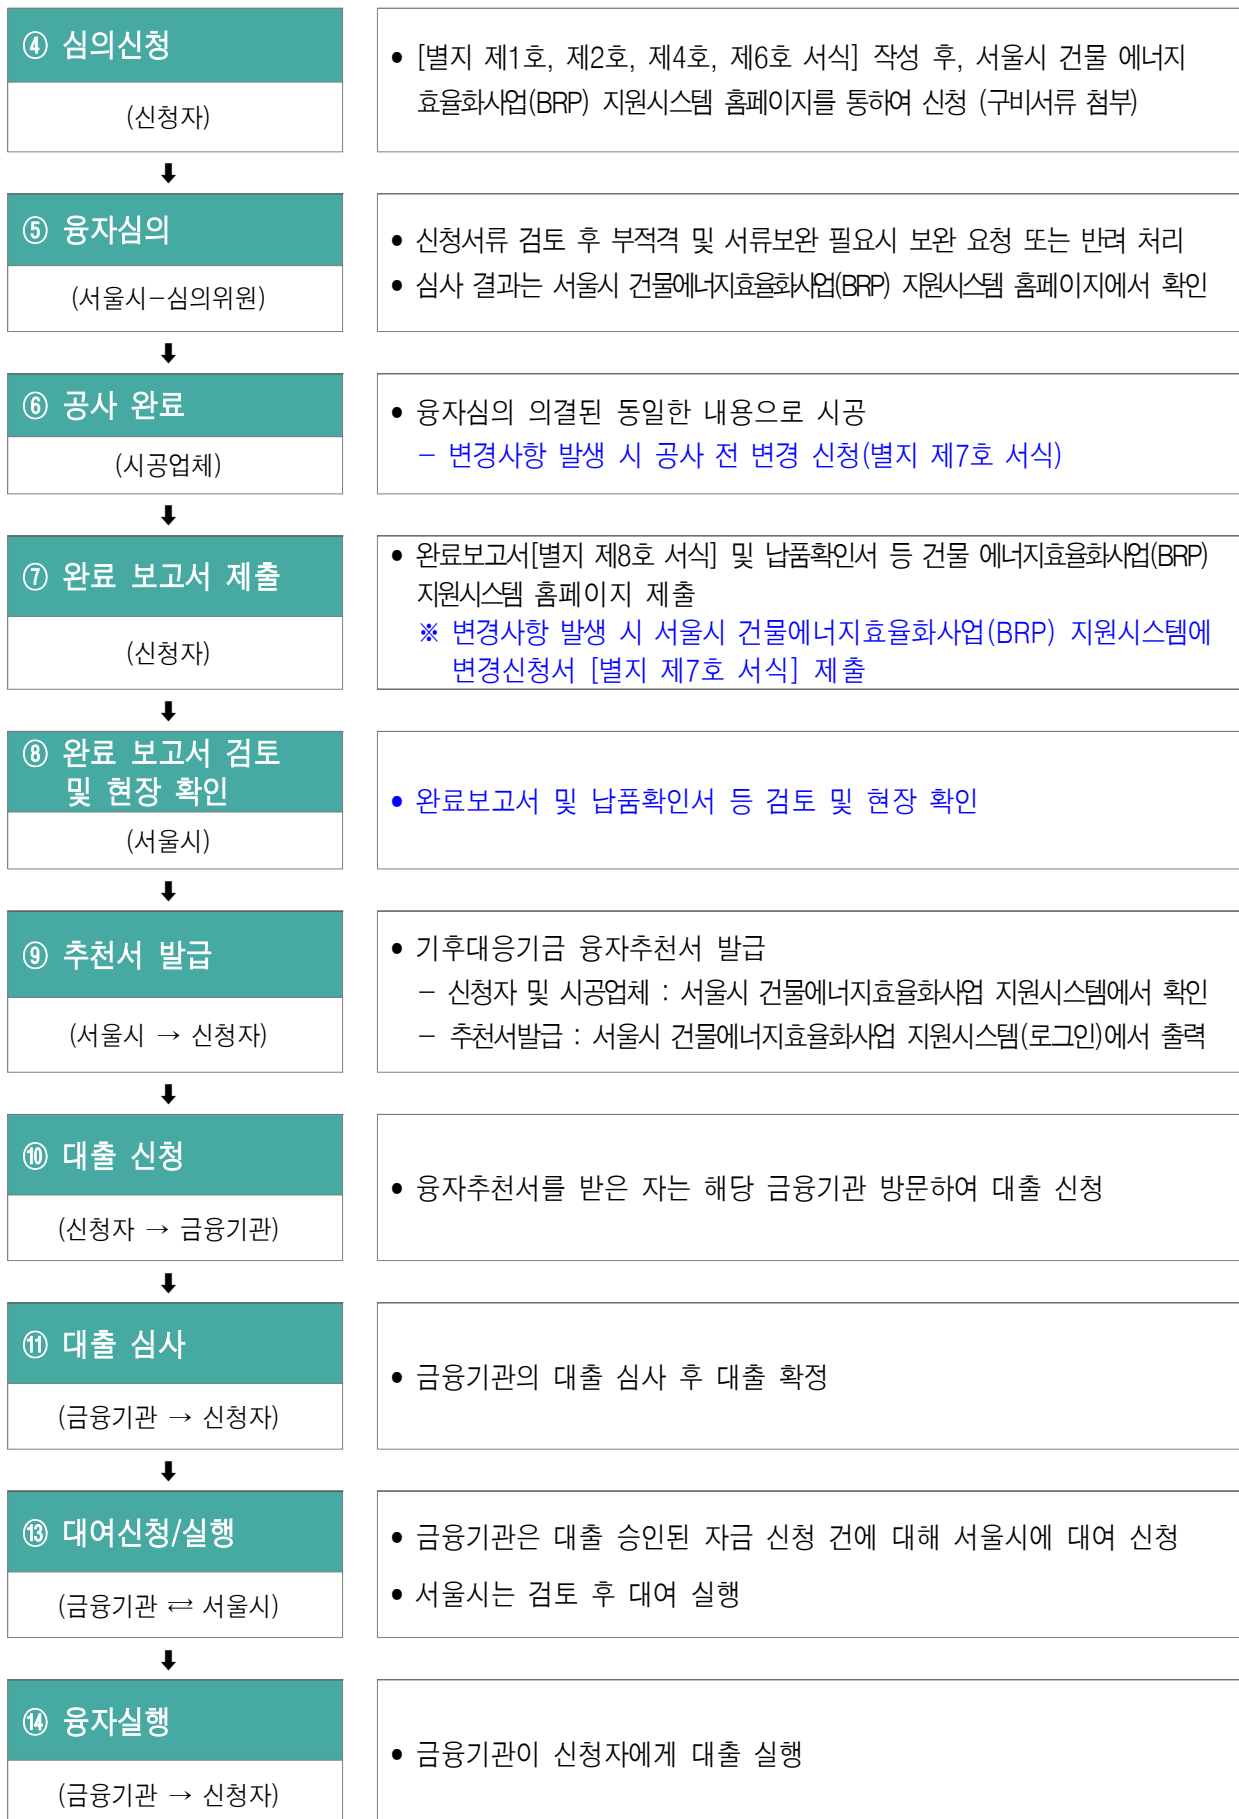 ④ 심의신청
(신청자)
• [별지 제1호, 제2호, 제4호, 제6호 서식] 작성 후, 서울시 건물 에너지
효율화사업(BRP) 지원시스템 홈페이지를 통하여 신청 (구비서류 첨부)
⬇
⑤ 융자심의
(서울시-심의위원)
• 신청서류 검토 후 부적격 및 서류보완 필요시 보완 요청 또는 반려 처리
• 심사 결과는 서울시 건물에너지효율화사업(BRP) 지원시스템 홈페이지에서 확인
⬇
⑥ 공사 완료
(시공업체)
• 융자심의 의결된 동일한 내용으로 시공
- 변경사항 발생 시 공사 전 변경 신청(별지 제7호 서식)
⬇
⑦ 완료 보고서 제출
(신청자)
• 완료보고서[별지 제8호 서식] 및 납품확인서 등 건물 에너지효율화사업(BRP)
지원시스템 홈페이지 제출
※ 변경사항 발생 시 서울시 건물에너지효율화사업(BRP) 지원시스템에
변경신청서 [별지 제7호 서식] 제출
⬇
⑧ 완료 보고서 검토
및 현장 확인
(서울시)
• 완료보고서 및 납품확인서 등 검토 및 현장 확인
⬇
⑨ 추천서 발급
(서울시 → 신청자)
• 기후대응기금 융자추천서 발급
- 신청자 및 시공업체 : 서울시 건물에너지효율화사업 지원시스템에서 확인
- 추천서발급 : 서울시 건물에너지효율화사업 지원시스템(로그인)에서 출력
⬇
⑩ 대출 신청
(신청자 → 금융기관)
• 융자추천서를 받은 자는 해당 금융기관 방문하여 대출 신청
⬇
⑪ 대출 심사
(금융기관 → 신청자)
• 금융기관의 대출 심사 후 대출 확정
⬇
⑬ 대여신청/실행
(금융기관 ⇄ 서울시)
• 금융기관은 대출 승인된 자금 신청 건에 대해 서울시에 대여 신청
• 서울시는 검토 후 대여 실행
⬇
⑭ 융자실행
(금융기관 → 신청자)
• 금융기관이 신청자에게 대출 실행